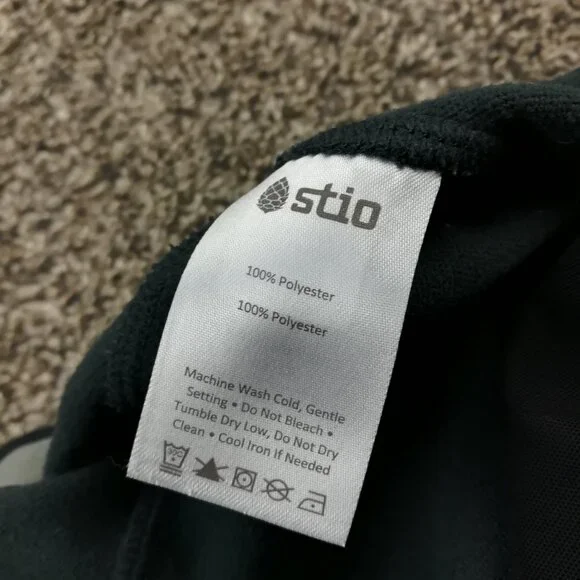 stio
100% Polyester
100% Polyester
Machine Wash Cold, Gentle
Setting • Do Not Bleach •
Tumble Dry Low, Do Not Dry
Clean • Cool Iron If Needed